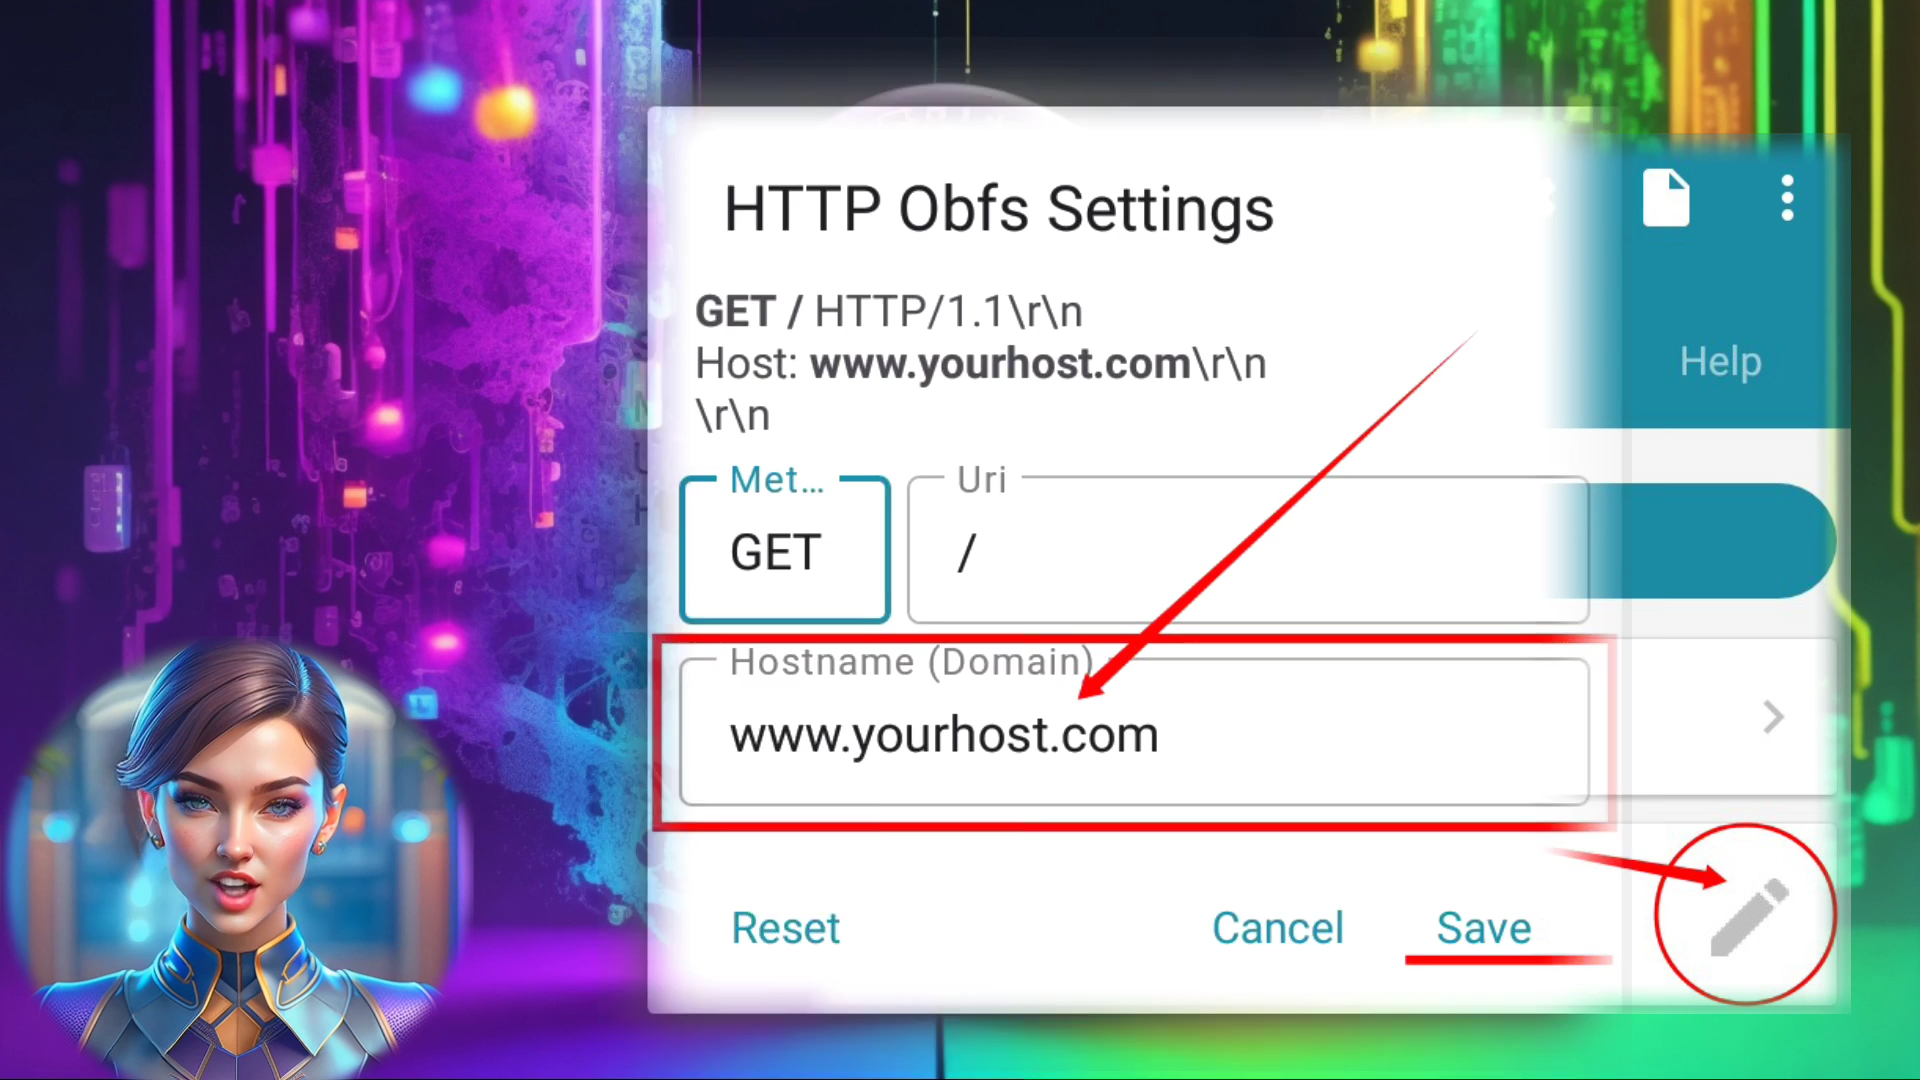 HTTP Obfs Settings
GET / HTTP/1.1\r\n
Host: www.yourhost.com\r\n
\r\n
Help
Met...
Uri
GET
/
Hostname (Domain)
www.yourhost.com
Reset
Cancel
Save